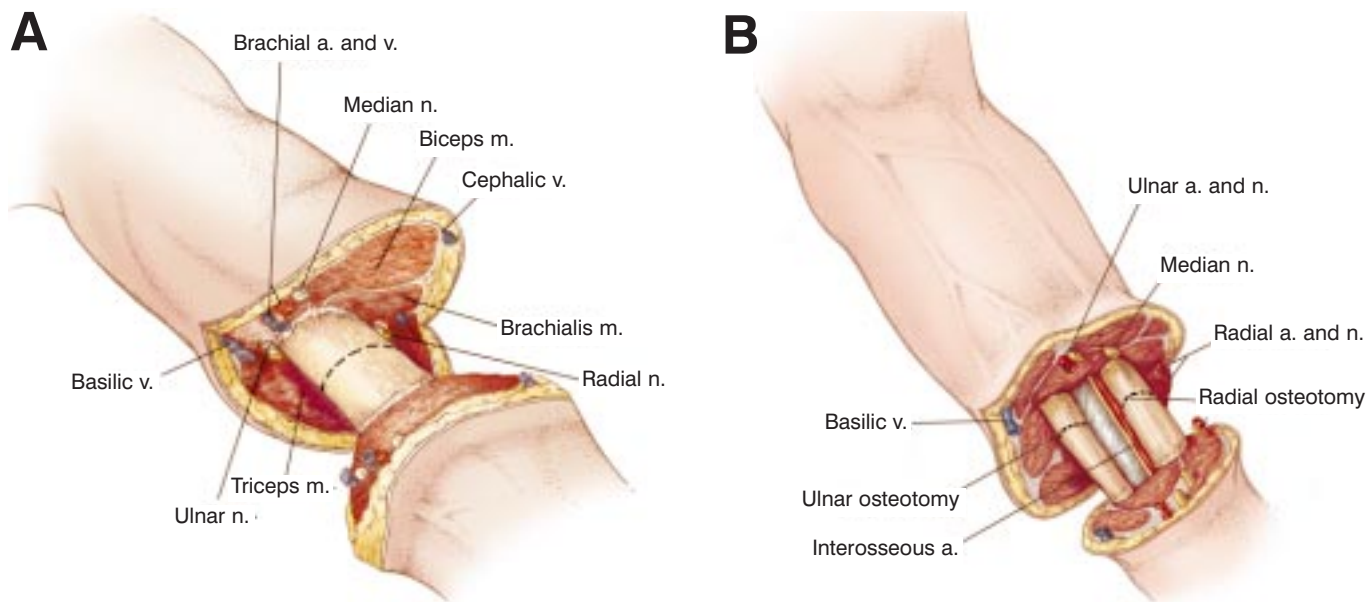 A
Brachial a. and v.
Median n.
Biceps m.
Cephalic v.
Brachialis m.
Radial n.
Basilic v.
Triceps m.
Ulnar n.
B
Ulnar a. and n.
Median n.
Radial a. and n.
Radial osteotomy
Basilic v.
Ulnar osteotomy
Interosseous a.